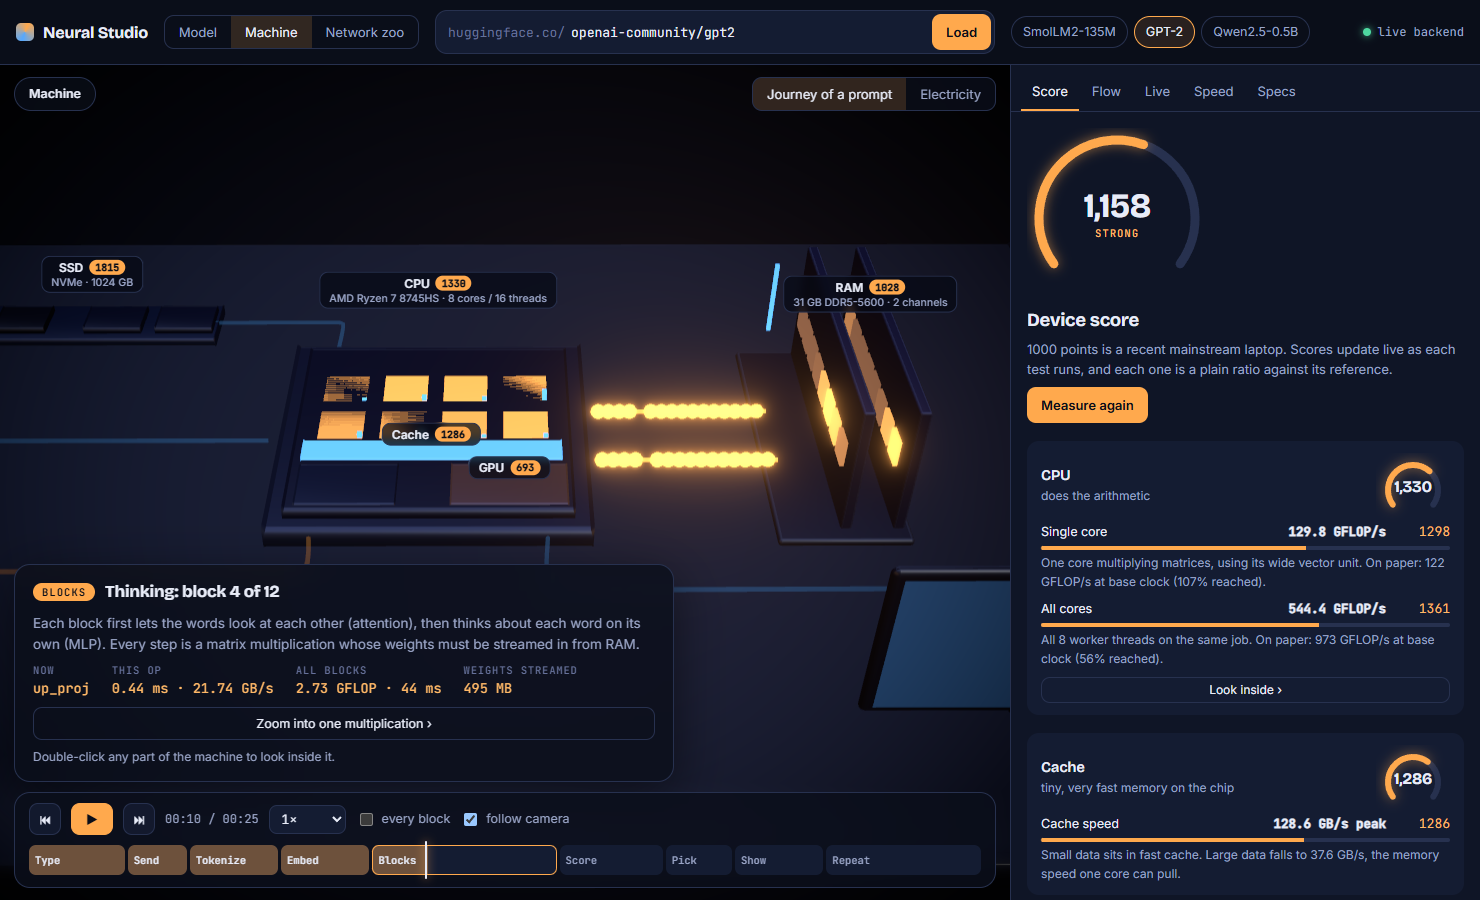 Neural Studio
Model
Machine
Network zoo
huggingface.co/ openai-community/gpt2
Load
SmolLM2-135M
GPT-2
Qwen2.5-0.5B
live backend
Machine
Journey of a prompt
Electricity
SSD 1815
NVMe · 1024 GB
CPU 1330
AMD Ryzen 7 8745HS · 8 cores / 16 threads
RAM 1028
31 GB DDR5-5600 · 2 channels
Cache 1286
GPU 693
BLOCKS Thinking: block 4 of 12
Each block first lets the words look at each other (attention), then thinks about each word on its
own (MLP). Every step is a matrix multiplication whose weights must be streamed in from RAM.
NOW THIS OP ALL BLOCKS WEIGHTS STREAMED
up_proj 0.44 ms · 21.74 GB/s 2.73 GFLOP · 44 ms 495 MB
Zoom into one multiplication ›
Double-click any part of the machine to look inside it.
00:10 / 00:25 1× every block follow camera
Type Send Tokenize Embed Blocks Score Pick Show Repeat
Score Flow Live Speed Specs
1,158
STRONG
Device score
1000 points is a recent mainstream laptop. Scores update live as each
test runs, and each one is a plain ratio against its reference.
Measure again
CPU
does the arithmetic
1,330
Single core 129.8 GFLOP/s 1298
One core multiplying matrices, using its wide vector unit. On paper: 122
GFLOP/s at base clock (107% reached).
All cores 544.4 GFLOP/s 1361
All 8 worker threads on the same job. On paper: 973 GFLOP/s at base
clock (56% reached).
Look inside ›
Cache
tiny, very fast memory on the chip
1,286
Cache speed 128.6 GB/s peak 1286
Small data sits in fast cache. Large data falls to 37.6 GB/s, the memory
speed one core can pull.